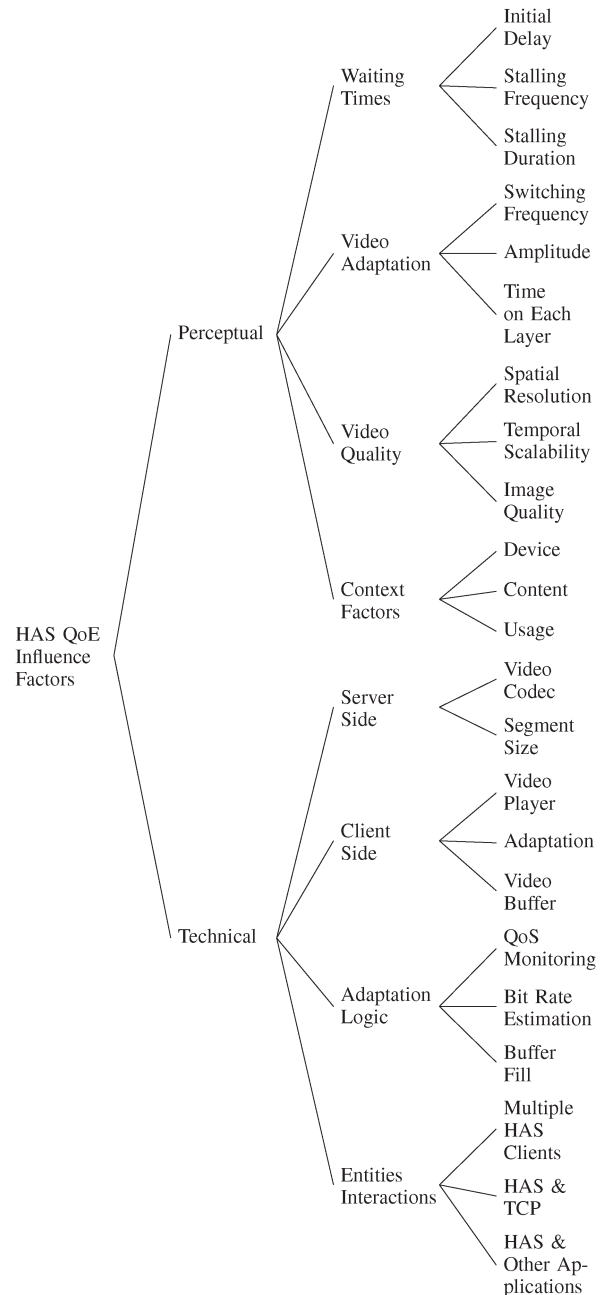 Initial
Delay
Waiting
Times
Stalling
Frequency
Stalling
Duration
Switching
Frequency
Video
Adaptation
Amplitude
Time
on Each
Layer
Perceptual
Spatial
Resolution
Video
Quality
Temporal
Scalability
Image
Quality
Device
Context
Factors
Content
Usage
HAS QoE
Influence
Factors
Video
Codec
Server
Side
Segment
Size
Video
Player
Client
Side
Adaptation
Video
Buffer
Technical
QoS
Monitoring
Adaptation
Logic
Bit Rate
Estimation
Buffer
Fill
Multiple
HAS
Clients
Entities
Interactions
HAS &
TCP
HAS &
Other Ap-
plications